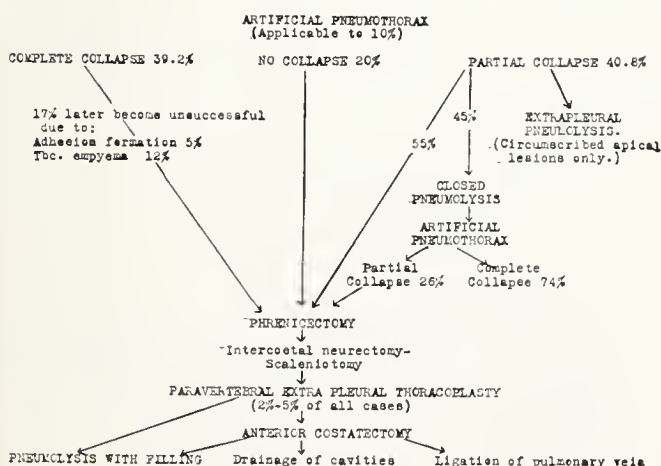 ARTIFICIAL PNEUMOTHORAX
(Applicable to 10%)
COMPLETE COLLAPSE 39.2%
NO COLLAPSE 20%
PARTIAL COLLAPSE 40.8%
17% later become unsuccessful
due to:
Adhesion formation 5%
Tbc. empyema 12%
55%
45%
EXTRAPLEURAL
PNEUMOLYSIS.
(Circumscribed apical
lesions only.)
CLOSED
PNEUMOLYSIS
ARTIFICIAL
PNEUMOTHORAX
Partial
Collapse 26%
Complete
Collapse 74%
PHRENICECTOMY
Intercostal neurectomy-
Scaleniotomy
PARAVERTEBRAL EXTRA PLEURAL THORACOPLASTY
(2%-5% of all cases)
ANTERIOR COSTATECTOMY
PNEUMOLYSIS WITH FILLING
Drainage of cavities
Ligation of pulmonary vein